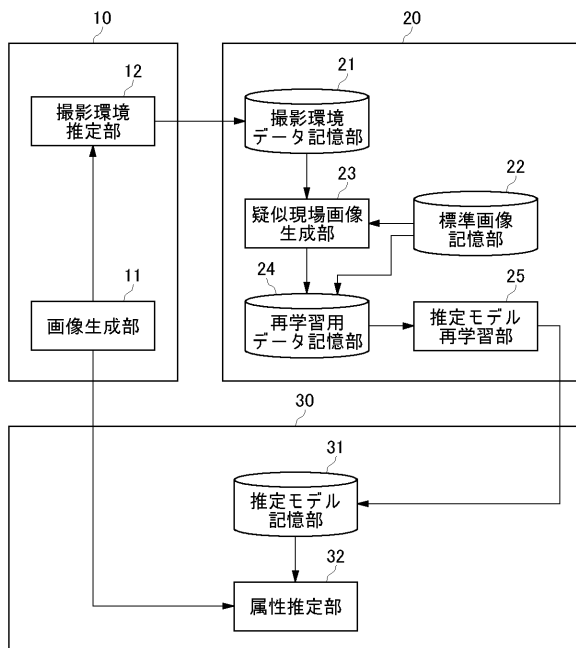 10
12
撮影環境
推定部
11
画像生成部
20
21
撮影環境
データ記憶部
23
疑似現場画像
生成部
22
標準画像
記憶部
24
再学習用
データ記憶部
25
推定モデル
再学習部
30
31
推定モデル
記憶部
32
属性推定部